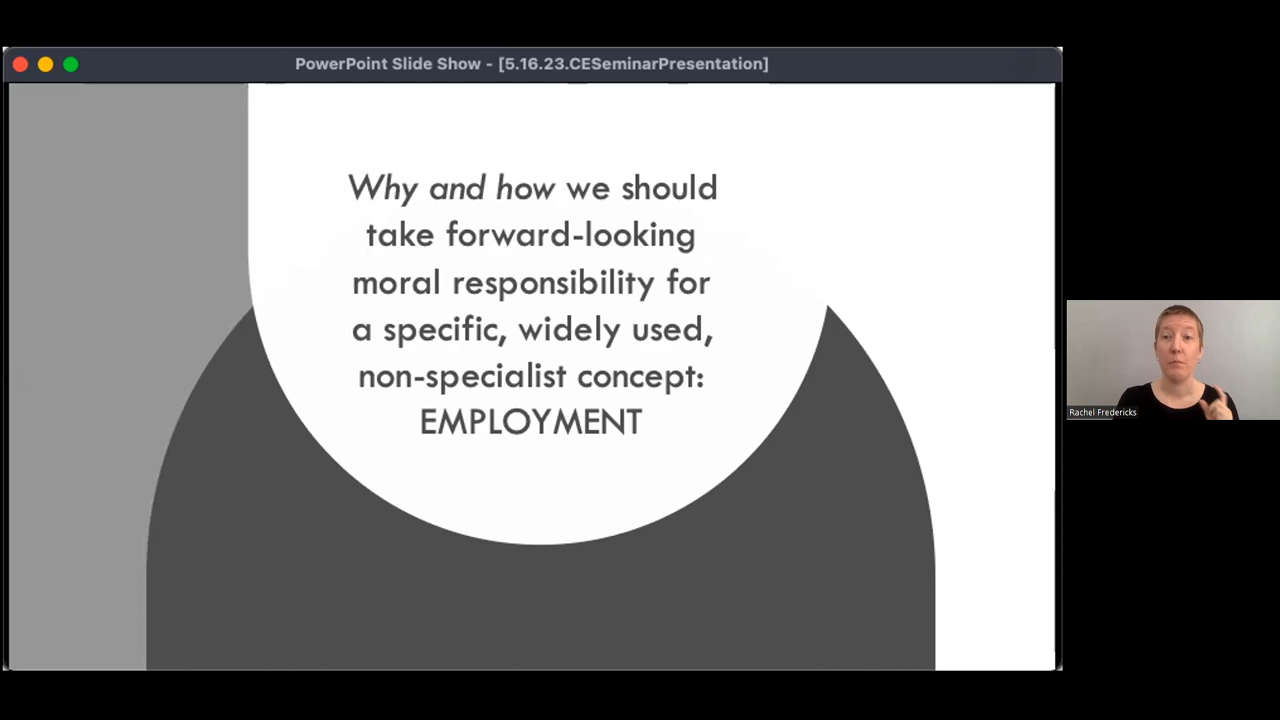 PowerPoint Slide Show - [5.16.23.CESeminarPresentation]
Why and how we should
take forward-looking
moral responsibility for
a specific, widely used,
non-specialist concept:
EMPLOYMENT
Rachel Fredericks